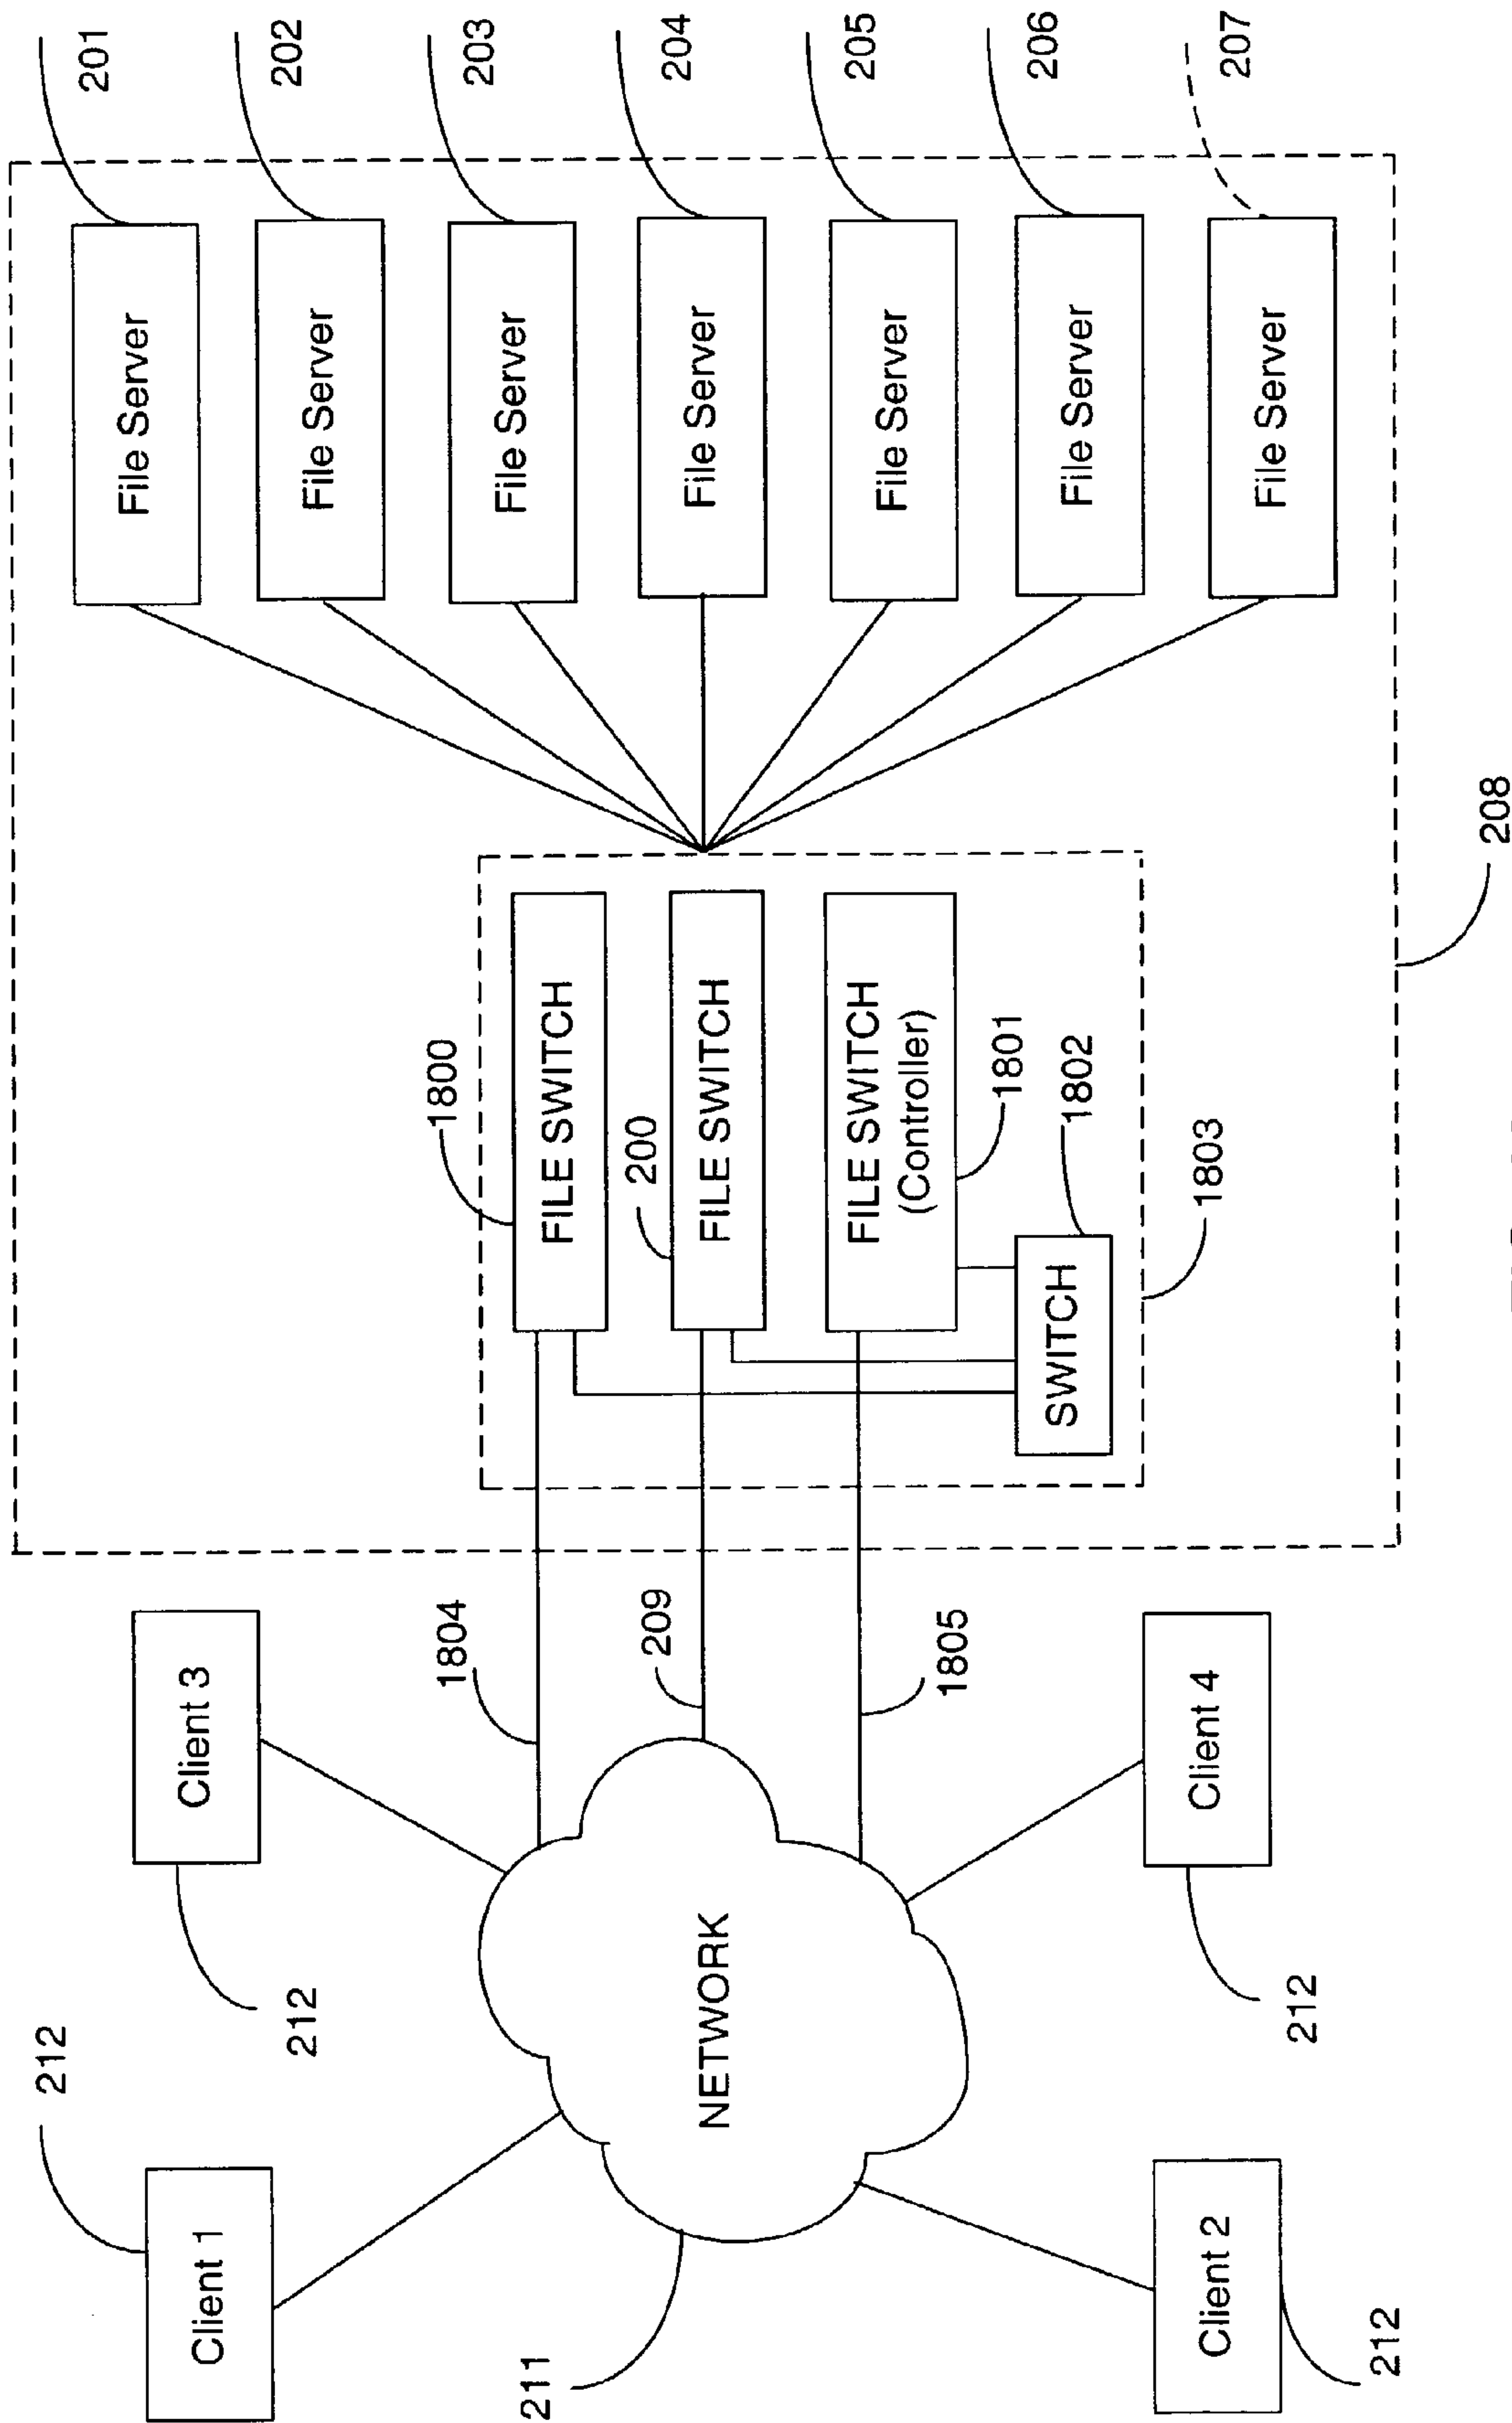 212
Client 1
212
Client 3
212
211
NETWORK
Client 2
212
Client 4
212
1804
209
1805
1800
FILE SWITCH
200
FILE SWITCH
FILE SWITCH
(Controller)
1801
SWITCH
1802
1803
File Server
201
File Server
202
File Server
203
File Server
204
File Server
205
File Server
206
File Server
207
208